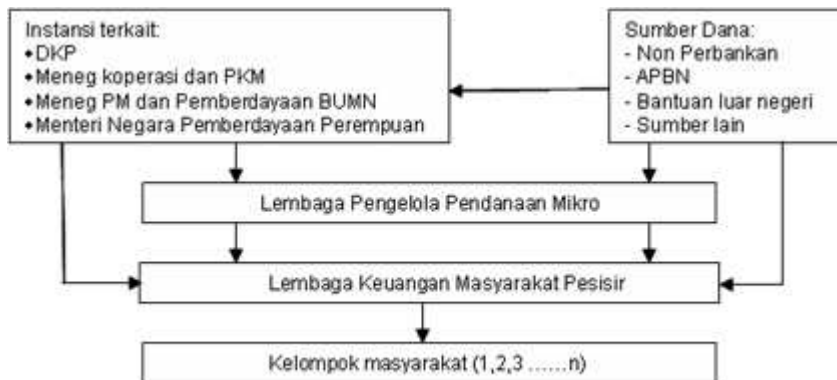 Instansi terkait:
◆DKP
◆Meneg koperasi dan PKM
◆Meneg PM dan Pemberdayaan BUMN
◆Menteri Negara Pemberdayaan Perempuan
Sumber Dana:
- Non Perbankan
- APBN
- Bantuan luar negeri
- Sumber lain
Lembaga Pengelola Pendanaan Mikro
Lembaga Keuangan Masyarakat Pesisir
Kelompok masyarakat (1,2,3 ......n)